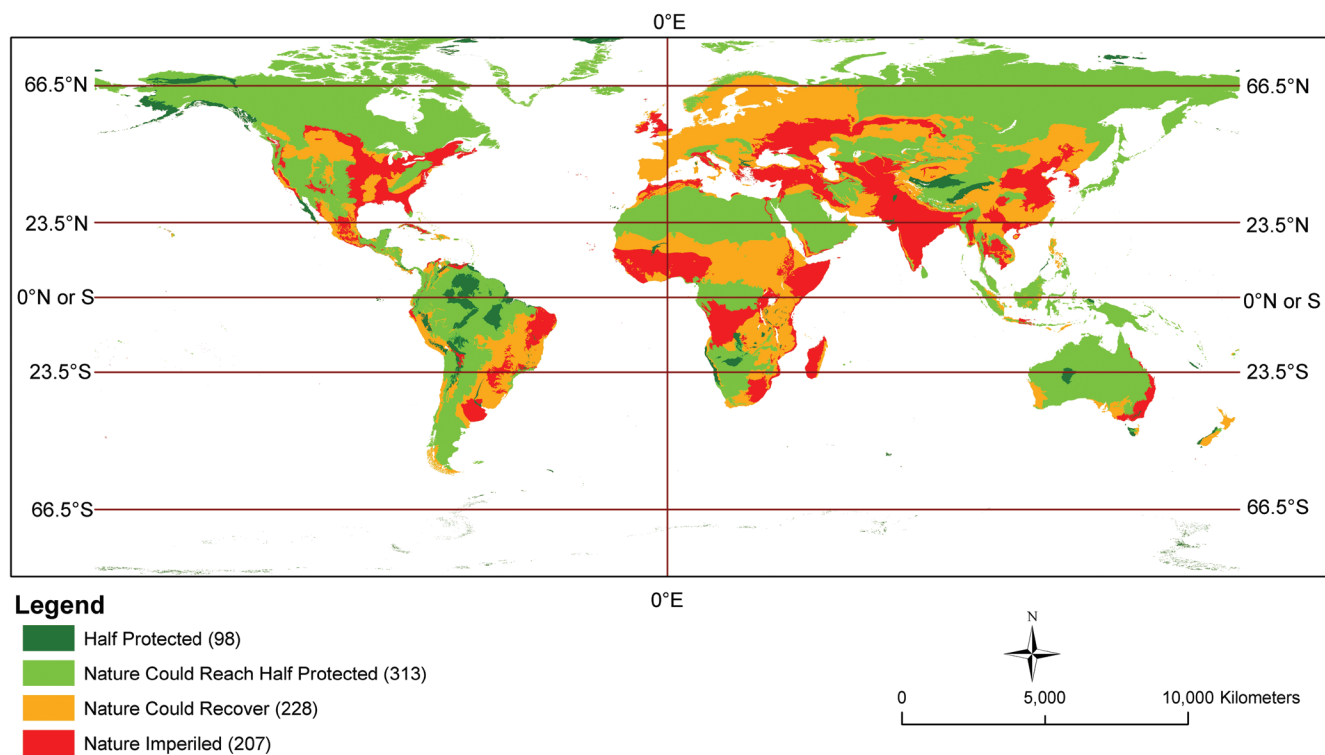 0°E
66.5°N 66.5°N
23.5°N 23.5°N
0°N or S 0°N or S
23.5°S 23.5°S
66.5°S 66.5°S
0°E
Legend
Half Protected (98)
Nature Could Reach Half Protected (313)
Nature Could Recover (228)
Nature Imperiled (207)
N
0 5,000 10,000 Kilometers